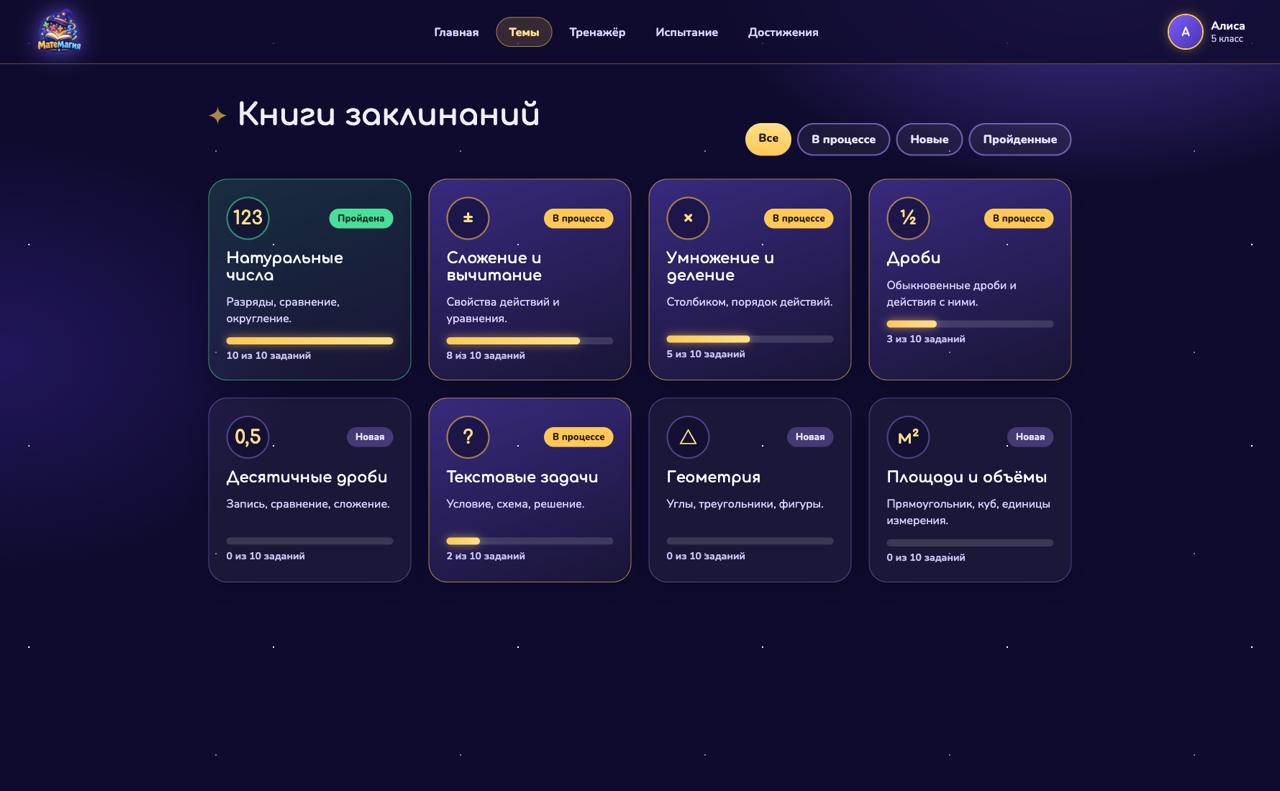 МатеМагия
Главная
Темы
Тренажёр
Испытание
Достижения
А
Алиса
5 класс
✦ Книги заклинаний
Все
В процессе
Новые
Пройденные
123
Пройдена
Натуральные
числа
Разряды, сравнение,
округление.
10 из 10 заданий
±
В процессе
Сложение и
вычитание
Свойства действий и
уравнения.
8 из 10 заданий
×
В процессе
Умножение и
деление
Столбиком, порядок действий.
5 из 10 заданий
½
В процессе
Дроби
Обыкновенные дроби и
действия с ними.
3 из 10 заданий
0,5
Новая
Десятичные дроби
Запись, сравнение, сложение.
0 из 10 заданий
?
В процессе
Текстовые задачи
Условие, схема, решение.
2 из 10 заданий
△
Новая
Геометрия
Углы, треугольники, фигуры.
0 из 10 заданий
м²
Новая
Площади и объёмы
Прямоугольник, куб, единицы
измерения.
0 из 10 заданий